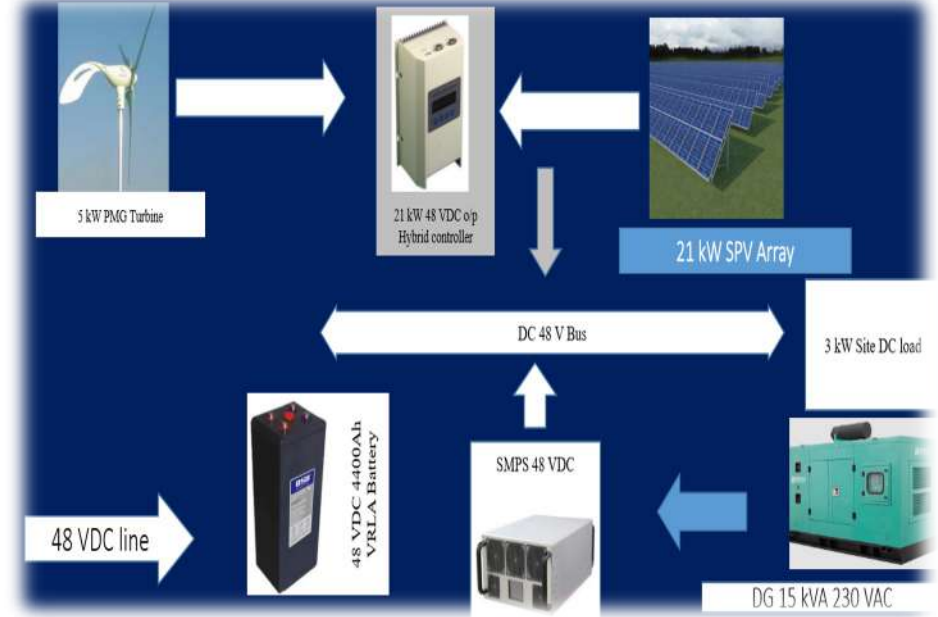 5 kW PMG Turbine
21 kW 48 VDC o/p
Hybrid controller
21 kW SPV Array
DC 48 V Bus
3 kW Site DC load
48 VDC 4400Ah
VRLA Battery
SMPS 48 VDC
48 VDC line
DG 15 kVA 230 VAC